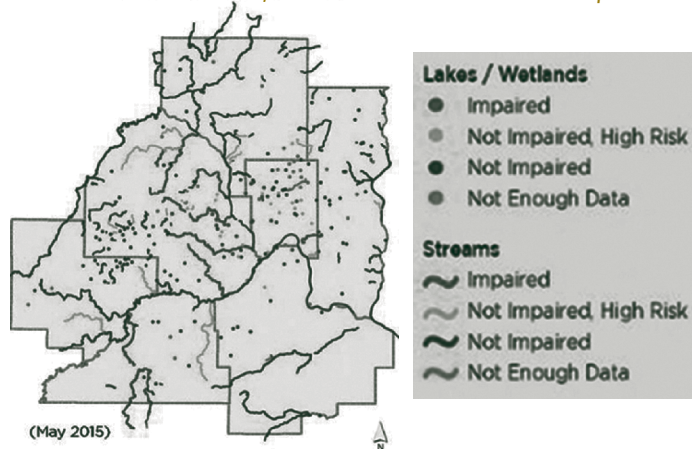 Lakes / Wetlands
Impaired
Not Impaired, High Risk
Not Impaired
Not Enough Data
Streams
Impaired
Not Impaired, High Risk
Not Impaired
Not Enough Data
(May 2015)
N